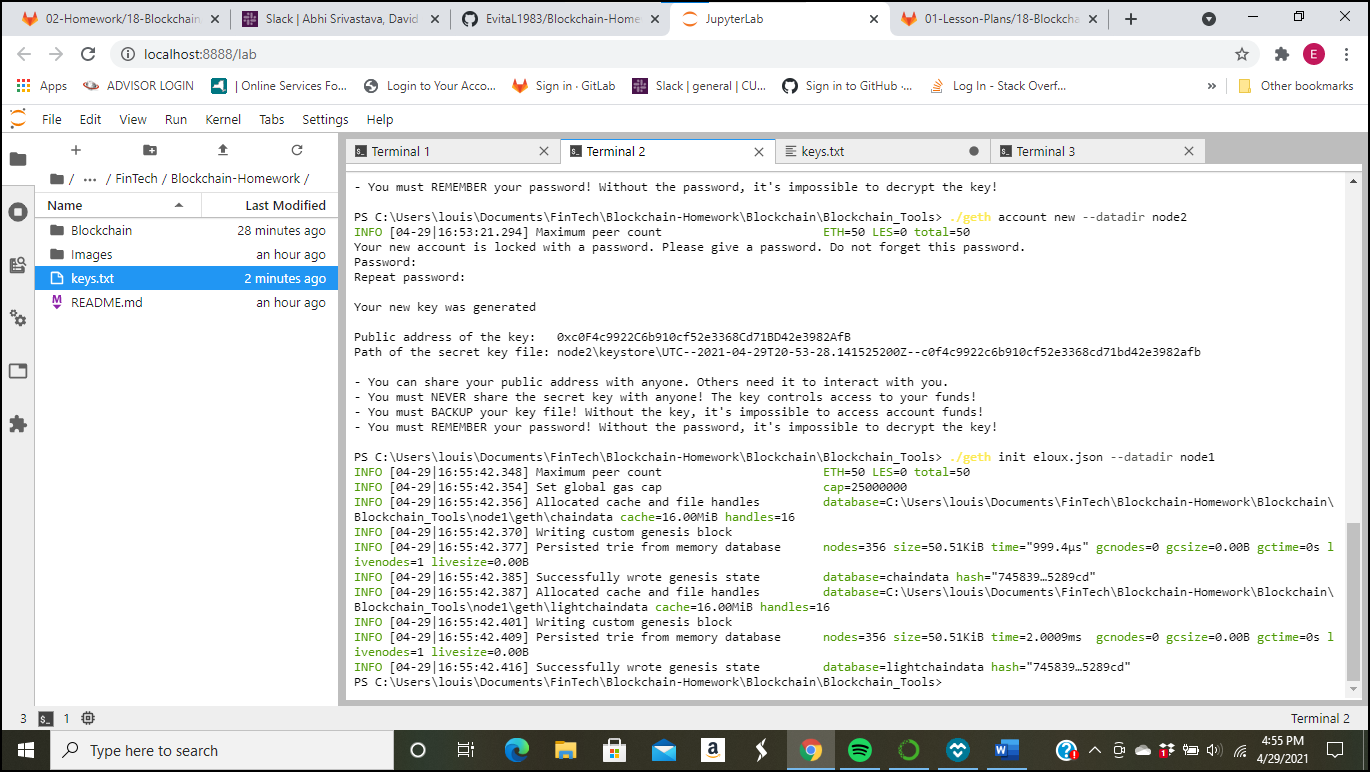 02-Homework/18-Blockchain
Slack | Abhi Srivastava, David
EvitaL1983/Blockchain-Home
JupyterLab
01-Lesson-Plans/18-Blockcha
localhost:8888/lab
E
Apps
ADVISOR LOGIN
| Online Services Fo...
Login to Your Acco...
Sign in · GitLab
Slack | general | CU...
Sign in to GitHub ·...
Log In - Stack Overf...
»
Other bookmarks
File Edit View Run Kernel Tabs Settings Help
Terminal 1
Terminal 2
keys.txt
Terminal 3
/ ··· / FinTech / Blockchain-Homework /
Name Last Modified
Blockchain 28 minutes ago
Images an hour ago
keys.txt 2 minutes ago
README.md an hour ago
- You must REMEMBER your password! Without the password, it's impossible to decrypt the key!
PS C:\Users\louis\Documents\FinTech\Blockchain-Homework\Blockchain\Blockchain_Tools> ./geth account new --datadir node2
INFO [04-29|16:53:21.294] Maximum peer count ETH=50 LES=0 total=50
Your new account is locked with a password. Please give a password. Do not forget this password.
Password:
Repeat password:
Your new key was generated
Public address of the key: 0xc0F4c9922C6b910cf52e3368Cd71BD42e3982AfB
Path of the secret key file: node2\keystore\UTC--2021-04-29T20-53-28.141525200Z--c0f4c9922c6b910cf52e3368cd71bd42e3982afb
- You can share your public address with anyone. Others need it to interact with you.
- You must NEVER share the secret key with anyone! The key controls access to your funds!
- You must BACKUP your key file! Without the key, it's impossible to access account funds!
- You must REMEMBER your password! Without the password, it's impossible to decrypt the key!
PS C:\Users\louis\Documents\FinTech\Blockchain-Homework\Blockchain\Blockchain_Tools> ./geth init eloux.json --datadir node1
INFO [04-29|16:55:42.348] Maximum peer count ETH=50 LES=0 total=50
INFO [04-29|16:55:42.354] Set global gas cap cap=25000000
INFO [04-29|16:55:42.356] Allocated cache and file handles database=C:\Users\louis\Documents\FinTech\Blockchain-Homework\Blockchain\
Blockchain_Tools\node1\geth\chaindata cache=16.00MiB handles=16
INFO [04-29|16:55:42.370] Writing custom genesis block
INFO [04-29|16:55:42.377] Persisted trie from memory database nodes=356 size=50.51KiB time="999.4µs" gcnodes=0 gcsize=0.00B gctime=0s l
ivenodes=1 livesize=0.00B
INFO [04-29|16:55:42.385] Successfully wrote genesis state database=chaindata hash="745839…5289cd"
INFO [04-29|16:55:42.387] Allocated cache and file handles database=C:\Users\louis\Documents\FinTech\Blockchain-Homework\Blockchain\
Blockchain_Tools\node1\geth\lightchaindata cache=16.00MiB handles=16
INFO [04-29|16:55:42.401] Writing custom genesis block
INFO [04-29|16:55:42.409] Persisted trie from memory database nodes=356 size=50.51KiB time=2.0009ms gcnodes=0 gcsize=0.00B gctime=0s l
ivenodes=1 livesize=0.00B
INFO [04-29|16:55:42.416] Successfully wrote genesis state database=lightchaindata hash="745839…5289cd"
PS C:\Users\louis\Documents\FinTech\Blockchain-Homework\Blockchain\Blockchain_Tools>
3 1 Terminal 2
Type here to search
4:55 PM
4/29/2021